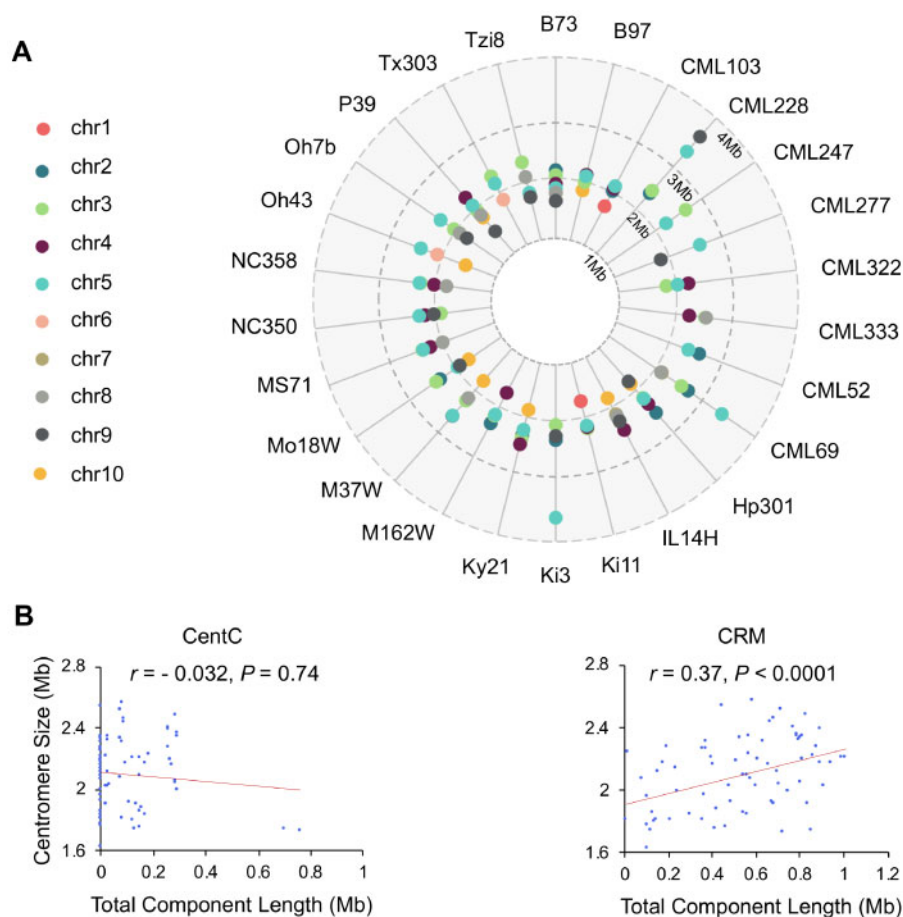 A
chr1
chr2
chr3
chr4
chr5
chr6
chr7
chr8
chr9
chr10
B73
B97
CML103
CML228
CML247
CML277
CML322
CML333
CML52
CML69
Hp301
IL14H
Ki11
Ki3
Ky21
M162W
M37W
Mo18W
MS71
NC350
NC358
Oh43
Oh7b
P39
Tx303
Tzi8
1Mb
2Mb
3Mb
4Mb
B
CentC
r = - 0.032, P = 0.74
Centromere Size (Mb)
2.8
2.4
2
1.6
0
0.2
0.4
0.6
0.8
1
Total Component Length (Mb)
CRM
r = 0.37, P < 0.0001
2.8
2.4
2
1.6
0
0.2
0.4
0.6
0.8
1
1.2
Total Component Length (Mb)